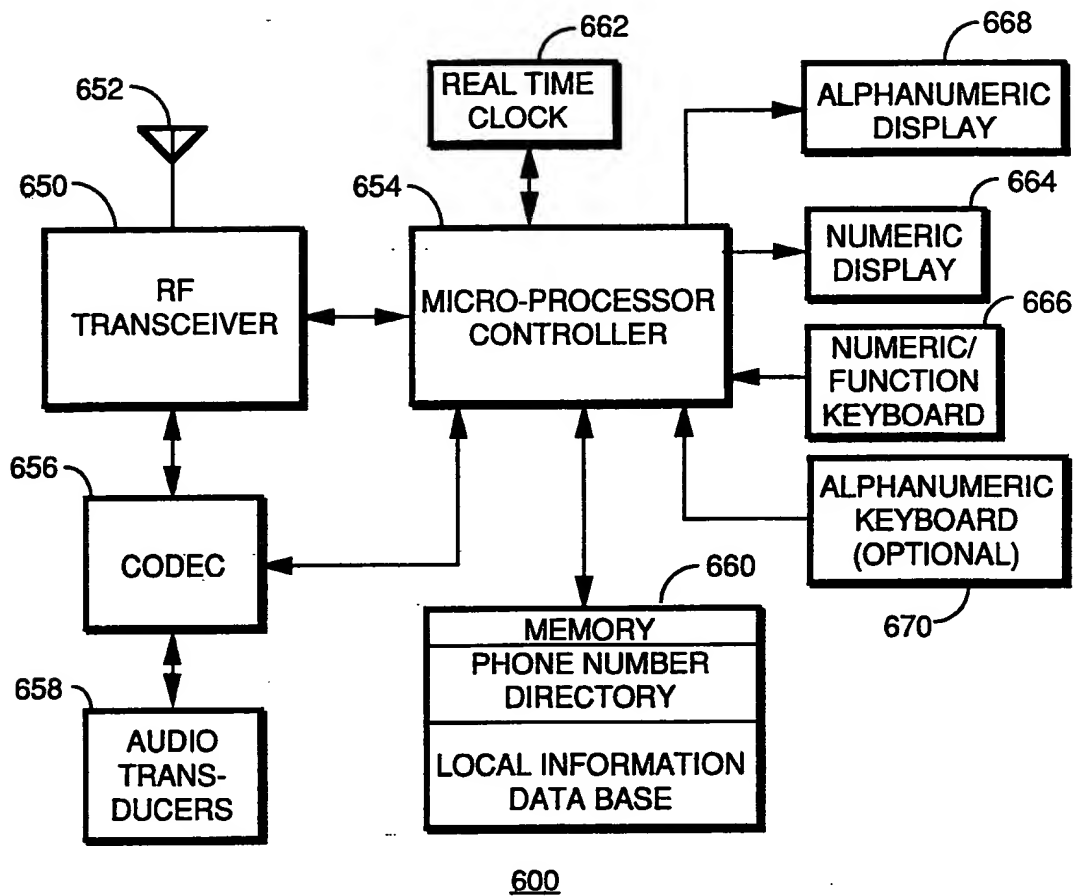 662
REAL TIME
CLOCK
668
ALPHANUMERIC
DISPLAY
652
650
RF
TRANSCEIVER
654
MICRO-PROCESSOR
CONTROLLER
664
NUMERIC
DISPLAY
666
NUMERIC/
FUNCTION
KEYBOARD
656
CODEC
ALPHANUMERIC
KEYBOARD
(OPTIONAL)
670
658
AUDIO
TRANS-
DUCERS
660
MEMORY
PHONE NUMBER
DIRECTORY
LOCAL INFORMATION
DATA BASE
600